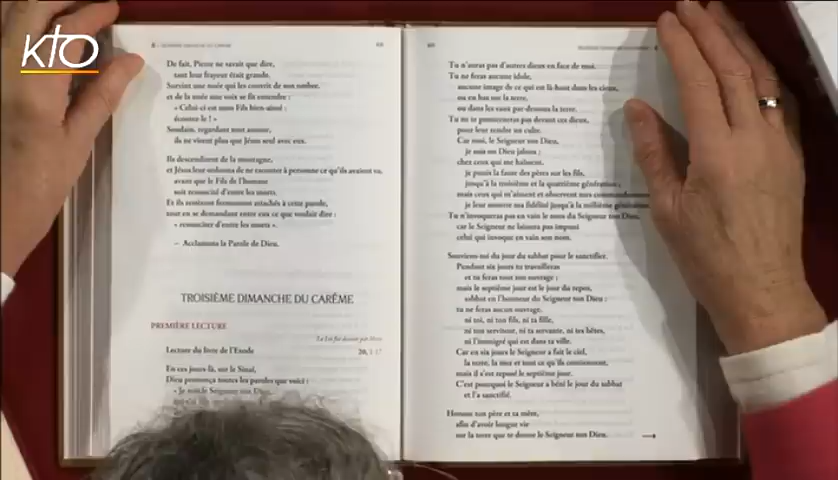 KTO
De fait, Pierre ne savait que dire,
tant leur frayeur était grande.
Survint une nuée qui les couvrit de son ombre,
et de la nuée une voix se fit entendre :
« Celui-ci est mon Fils bien-aimé :
écoutez-le ! »
Soudain, regardant tout autour,
ils ne virent plus que Jésus seul avec eux.
Ils descendirent de la montagne,
et Jésus leur ordonna de ne raconter à personne ce qu'ils avaient vu,
avant que le Fils de l'homme
soit ressuscité d'entre les morts.
Et ils restèrent fermement attachés à cette parole,
tout en se demandant entre eux ce que voulait dire :
« ressusciter d'entre les morts ».
– Acclamons la Parole de Dieu.
TROISIÈME DIMANCHE DU CARÊME
PREMIÈRE LECTURE
Lecture du livre de l'Exode
20, 1-17
En ces jours-là, sur le Sinaï,
Dieu prononça toutes les paroles que voici :
« Je suis le Seigneur ton Dieu,
Tu n'auras pas d'autres dieux en face de moi.
Tu ne feras aucune idole,
aucune image de ce qui est là-haut dans les cieux,
ou en bas sur la terre,
ou dans les eaux par-dessous la terre.
Tu ne te prosterneras pas devant ces dieux,
pour leur rendre un culte.
Car moi, le Seigneur ton Dieu,
je suis un Dieu jaloux :
chez ceux qui me haïssent,
je punis la faute des pères sur les fils,
jusqu'à la troisième et la quatrième génération ;
mais ceux qui m'aiment et observent mes commandements,
je leur montre ma fidélité jusqu'à la millième génération.
Tu n'invoqueras pas en vain le nom du Seigneur ton Dieu,
car le Seigneur ne laissera pas impuni
celui qui invoque en vain son nom.
Souviens-toi du jour du sabbat pour le sanctifier.
Pendant six jours tu travailleras
et tu feras tout ton ouvrage ;
mais le septième jour est le jour du repos,
sabbat en l'honneur du Seigneur ton Dieu :
tu ne feras aucun ouvrage,
ni toi, ni ton fils, ni ta fille,
ni ton serviteur, ni ta servante, ni tes bêtes,
ni l'immigré qui est dans ta ville.
Car en six jours le Seigneur a fait le ciel,
la terre, la mer et tout ce qu'ils contiennent,
mais il s'est reposé le septième jour.
C'est pourquoi le Seigneur a béni le jour du sabbat
et l'a sanctifié.
Honore ton père et ta mère,
afin d'avoir longue vie
sur la terre que te donne le Seigneur ton Dieu.